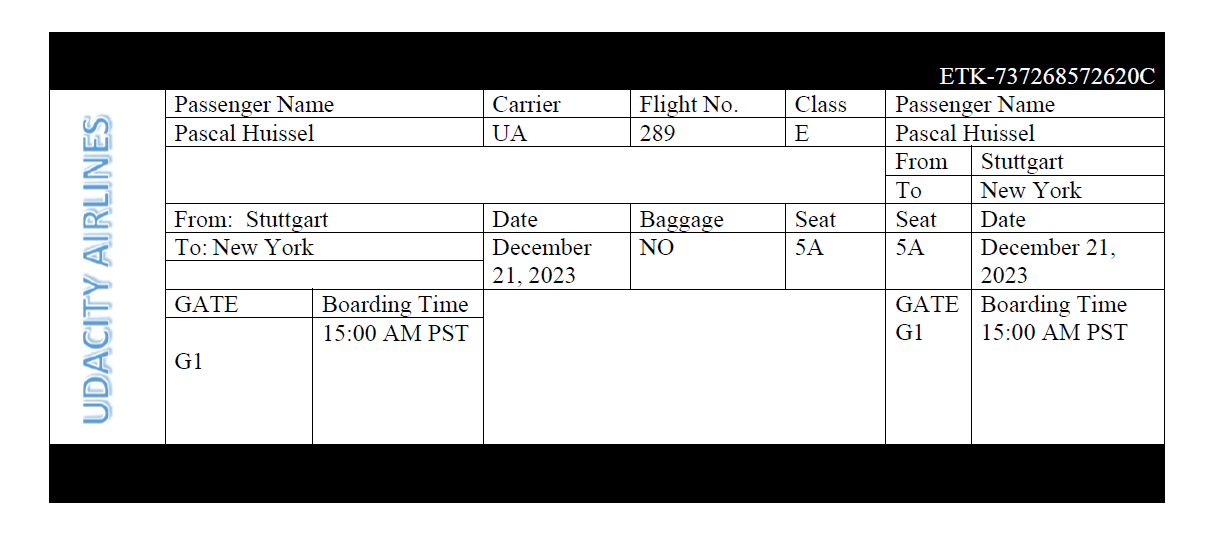 ETK-737268572620C
UDACITY AIRLINES
Passenger Name Carrier Flight No. Class Passenger Name
Pascal Huissel UA 289 E Pascal Huissel
From Stuttgart
To New York
From: Stuttgart Date Baggage Seat Seat Date
To: New York December NO 5A 5A December 21,
21, 2023 2023
GATE Boarding Time GATE Boarding Time
15:00 AM PST G1 15:00 AM PST
G1